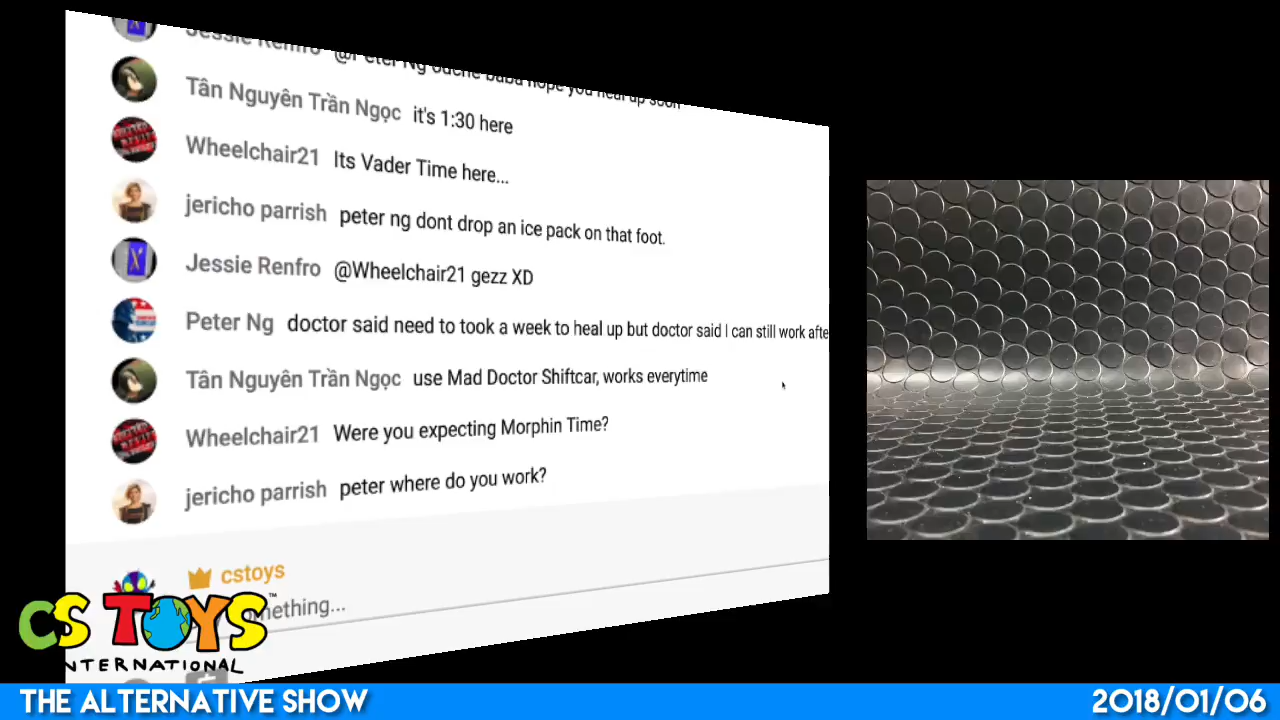 Jessie Renfro @Peter Ng ouchie baba hope you heal up soon
Tân Nguyên Trần Ngọc it's 1:30 here
Wheelchair21 Its Vader Time here...
jericho parrish peter ng dont drop an ice pack on that foot.
Jessie Renfro @Wheelchair21 gezz XD
Peter Ng doctor said need to took a week to heal up but doctor said I can still work afte
Tân Nguyên Trần Ngọc use Mad Doctor Shiftcar, works everytime
Wheelchair21 Were you expecting Morphin Time?
jericho parrish peter where do you work?
cstoys
mething...
CS TOYS™
INTERNATIONAL
THE ALTERNATIVE SHOW
2018/01/06